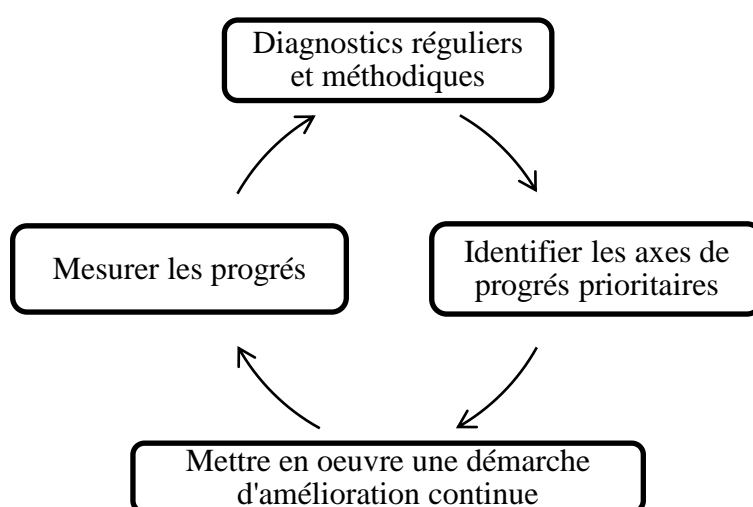 Diagnostics réguliers
et méthodiques
Mesurer les progrés
Identifier les axes de
progrés prioritaires
Mettre en oeuvre une démarche
d'amélioration continue